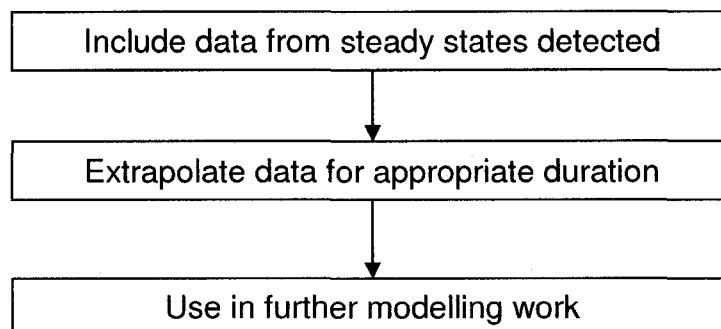 Include data from steady states detected
Extrapolate data for appropriate duration
Use in further modelling work